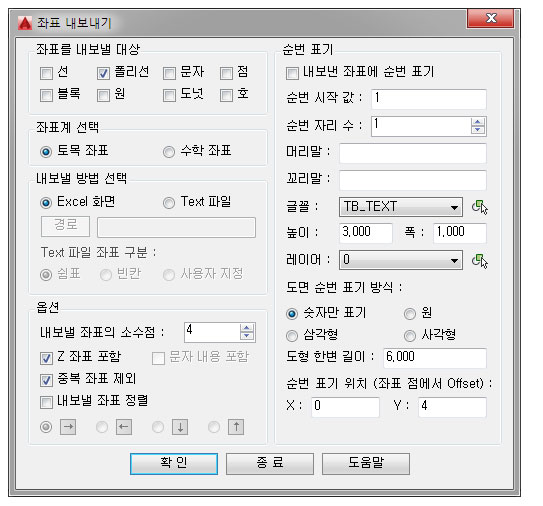 좌표 내보내기
좌표를 내보낼 대상
선 폴리선 문자 점
블록 원 도넛 호
좌표계 선택
토목 좌표 수학 좌표
내보낼 방법 선택
Excel 화면 Text 파일
경로
Text 파일 좌표 구분 :
쉼표 빈칸 사용자 지정
옵션
내보낼 좌표의 소수점 : 4
Z 좌표 포함 문자 내용 포함
중복 좌표 제외
내보낼 좌표 정렬
순번 표기
내보낸 좌표에 순번 표기
순번 시작 값 : 1
순번 자리 수 : 1
머리말 :
꼬리말 :
글꼴 : TB_TEXT
높이 : 3,000 폭 : 1,000
레이어 : 0
도면 순번 표기 방식 :
숫자만 표기 원
삼각형 사각형
도형 한변 길이 : 6,000
순번 표기 위치 (좌표 점에서 Offset) :
X : 0 Y : 4
확 인 종 료 도움말